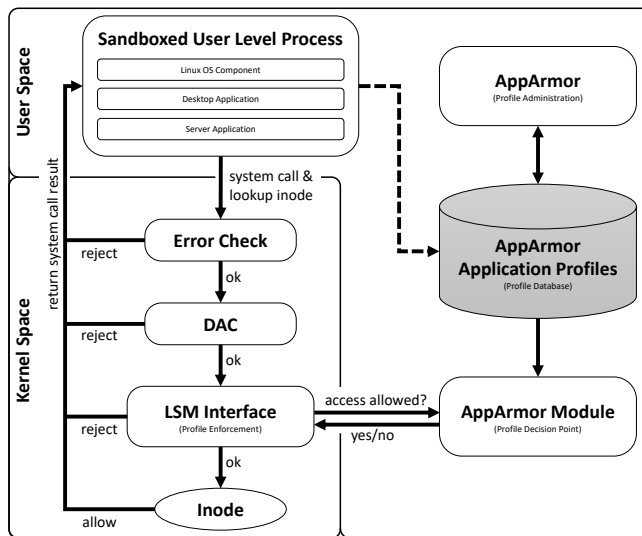 User Space
Sandboxed User Level Process
Linux OS Component
Desktop Application
Server Application
AppArmor
(Profile Administration)
Kernel Space
return system call result
system call &
lookup inode
Error Check
reject
ok
DAC
reject
ok
LSM Interface
(Profile Enforcement)
reject
ok
Inode
allow
access allowed?
yes/no
AppArmor
Application Profiles
(Profile Database)
AppArmor Module
(Profile Decision Point)